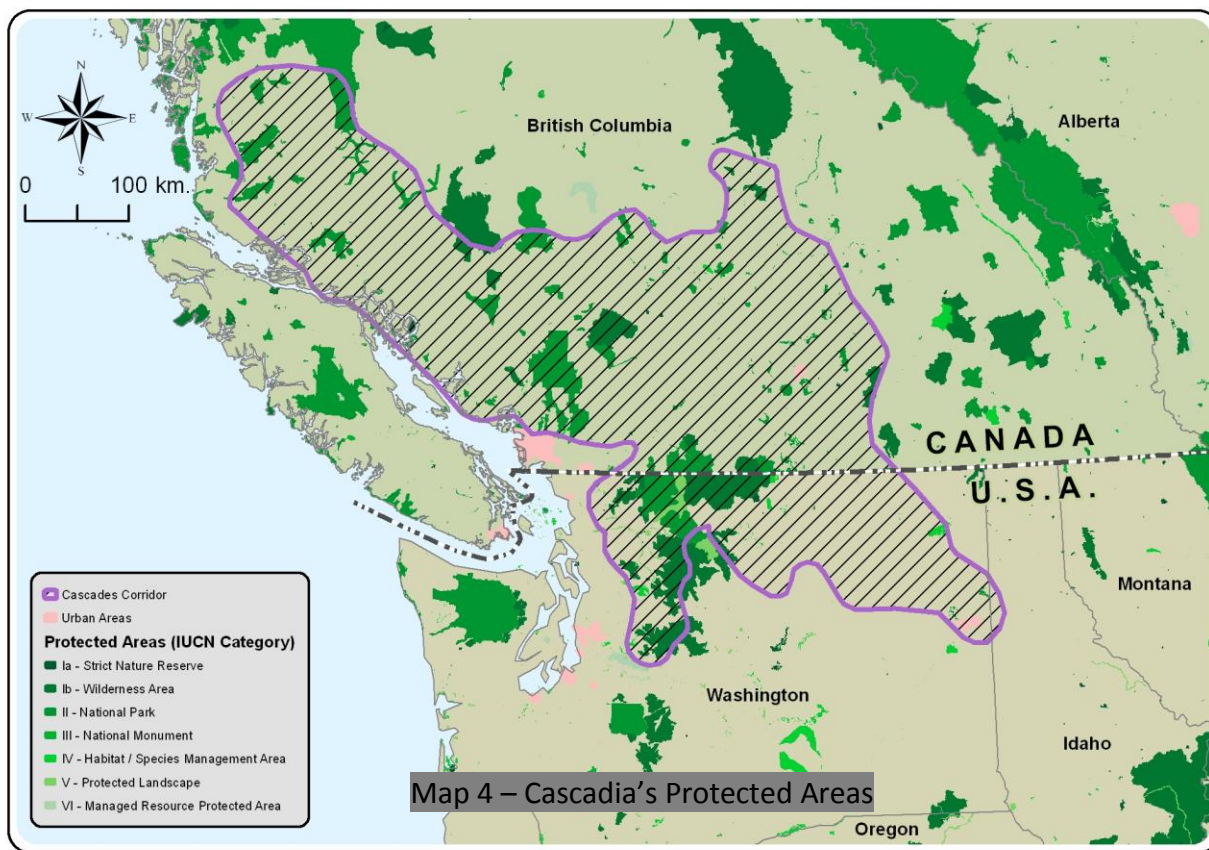 N
W
E
S
0 100 km.
British Columbia
Alberta
CANADA
U.S.A.
Montana
Washington
Idaho
Oregon
Cascades Corridor
Urban Areas
Protected Areas (IUCN Category)
Ia - Strict Nature Reserve
Ib - Wilderness Area
II - National Park
III - National Monument
IV - Habitat / Species Management Area
V - Protected Landscape
VI - Managed Resource Protected Area
Map 4 – Cascadia's Protected Areas